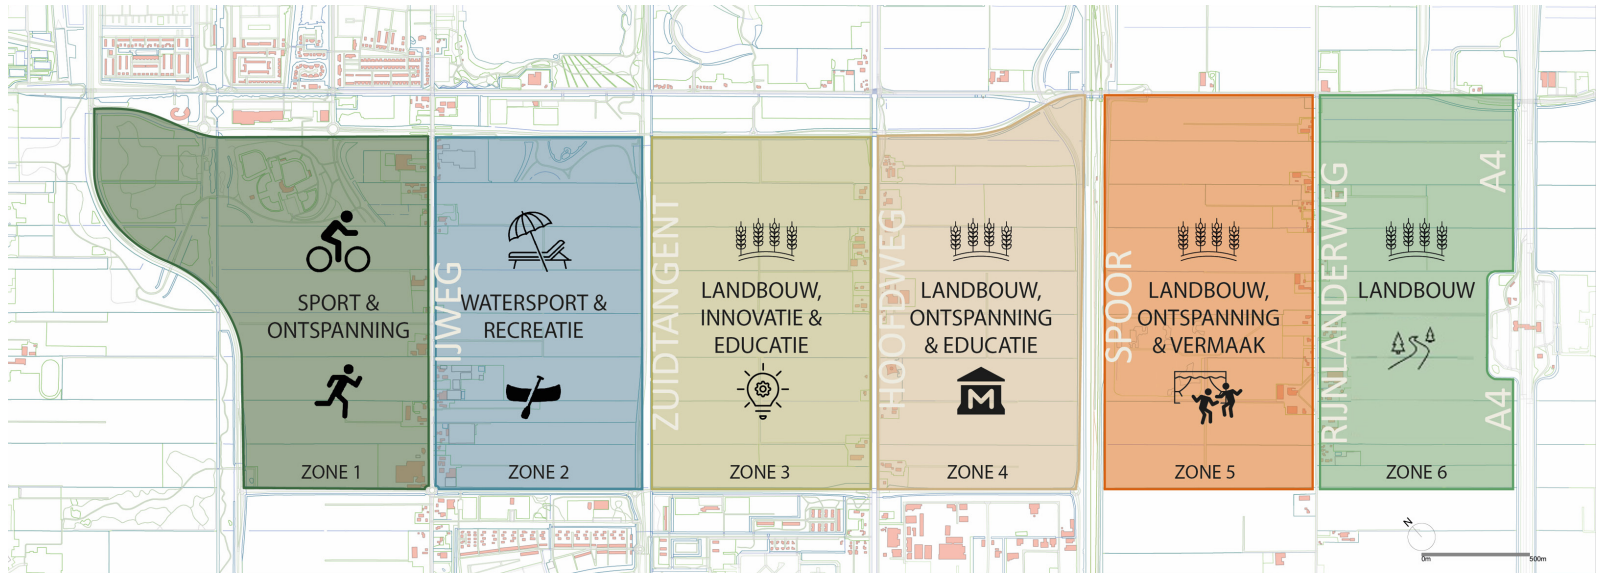 SPORT &
ONTSPANNING
ZONE 1
IJWEG
WATERSPORT &
RECREATIE
ZONE 2
ZUIDTANGENT
LANDBOUW,
INNOVATIE &
EDUCATIE
ZONE 3
HOOFDWEG
LANDBOUW,
ONTSPANNING
& EDUCATIE
M
ZONE 4
SPOOR
LANDBOUW,
ONTSPANNING
& VERMAAK
ZONE 5
RIJNLANDERWEG
LANDBOUW
ZONE 6
A4
A4
N
0m
500m